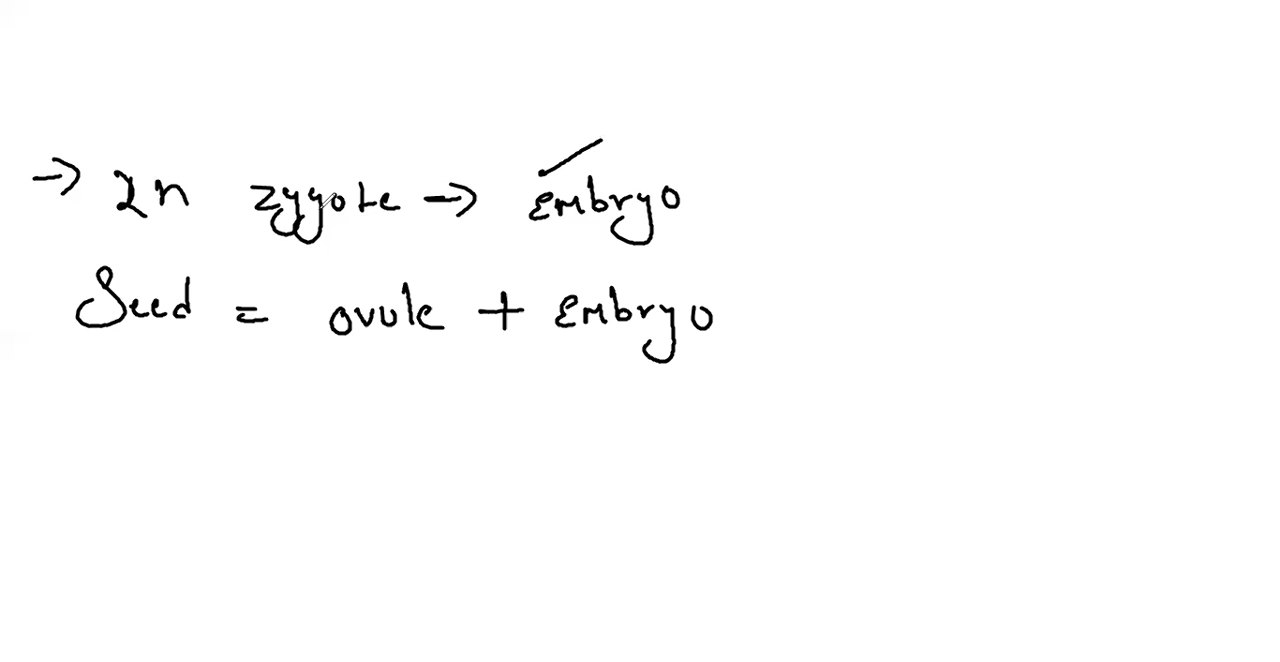 → 2n zygote → Embryo
Seed = ovule + Embryo